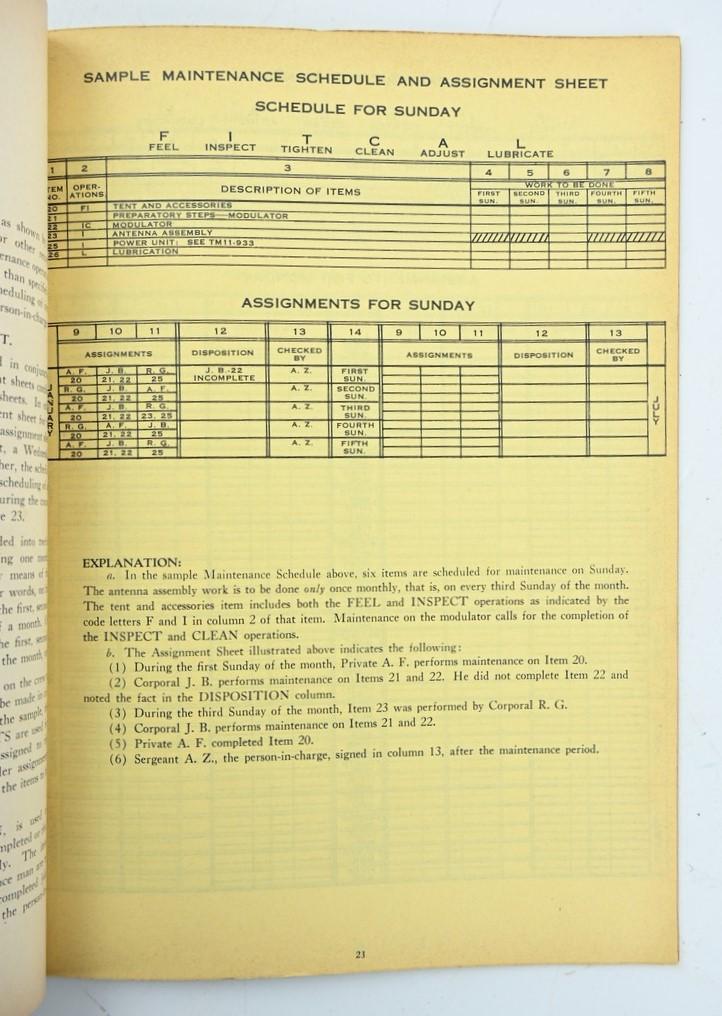 SAMPLE MAINTENANCE SCHEDULE AND ASSIGNMENT SHEET
SCHEDULE FOR SUNDAY
F I T C A L
FEEL INSPECT TIGHTEN CLEAN ADJUST LUBRICATE
1 2 3 4 5 6 7 8
TEM NO. OPER-ATIONS DESCRIPTION OF ITEMS WORK TO BE DONE
FIRST SUN. SECOND SUN. THIRD SUN. FOURTH SUN. FIFTH SUN.
20 FI TENT AND ACCESSORIES
21 PREPARATORY STEPS—MODULATOR
22 IC MODULATOR
23 I ANTENNA ASSEMBLY
25 I POWER UNIT: SEE TM11-933
26 L LUBRICATION
ASSIGNMENTS FOR SUNDAY
9 10 11 12 13 14 9 10 11 12 13
ASSIGNMENTS DISPOSITION CHECKED BY ASSIGNMENTS DISPOSITION CHECKED BY
JANUARY
A. F. J. B. R. G. J. B.-22 A. Z. FIRST
20 21, 22 25 INCOMPLETE SUN.
R. G. J. B. A. F. A. Z. SECOND
20 21, 22 25 SUN.
A. F. J. B. R. G. A. Z. THIRD
20 21, 22 23, 25 SUN.
R. G. A. F. J. B. A. Z. FOURTH
20 21, 22 25 SUN.
A. F. J. B. R. G. A. Z. FIFTH
20 21, 22 25 SUN.
JULY
EXPLANATION:
a. In the sample Maintenance Schedule above, six items are scheduled for maintenance on Sunday.
The antenna assembly work is to be done only once monthly, that is, on every third Sunday of the month.
The tent and accessories item includes both the FEEL and INSPECT operations as indicated by the
code letters F and I in column 2 of that item. Maintenance on the modulator calls for the completion of
the INSPECT and CLEAN operations.
b. The Assignment Sheet illustrated above indicates the following:
(1) During the first Sunday of the month, Private A. F. performs maintenance on Item 20.
(2) Corporal J. B. performs maintenance on Items 21 and 22. He did not complete Item 22 and
noted the fact in the DISPOSITION column.
(3) During the third Sunday of the month, Item 23 was performed by Corporal R. G.
(4) Corporal J. B. performs maintenance on Items 21 and 22.
(5) Private A. F. completed Item 20.
(6) Sergeant A. Z., the person-in-charge, signed in column 13, after the maintenance period.
23